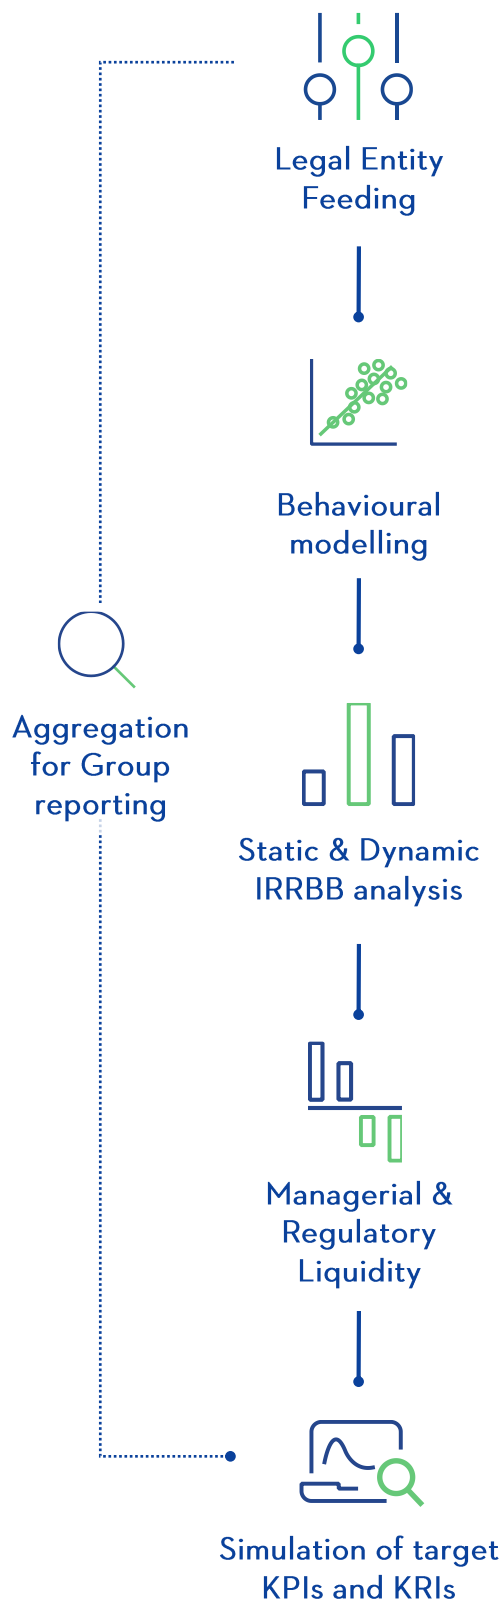 Legal Entity
Feeding
Behavioural
modelling
Aggregation
for Group
reporting
Static & Dynamic
IRRBB analysis
Managerial &
Regulatory
Liquidity
Simulation of target
KPIs and KRIs